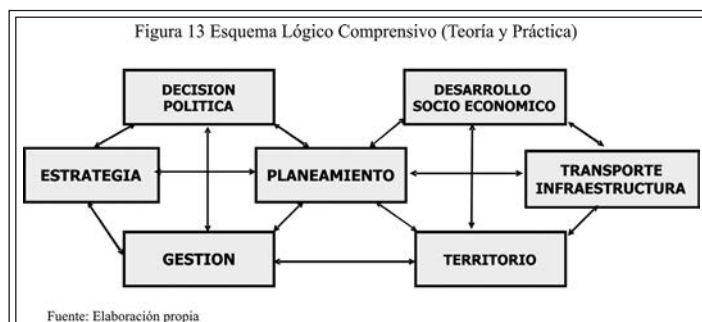 Figura 13 Esquema Lógico Comprensivo (Teoría y Práctica)
DECISION
POLITICA
DESARROLLO
SOCIO ECONOMICO
ESTRATEGIA
PLANEAMIENTO
TRANSPORTE
INFRAESTRUCTURA
GESTION
TERRITORIO
Fuente: Elaboración propia